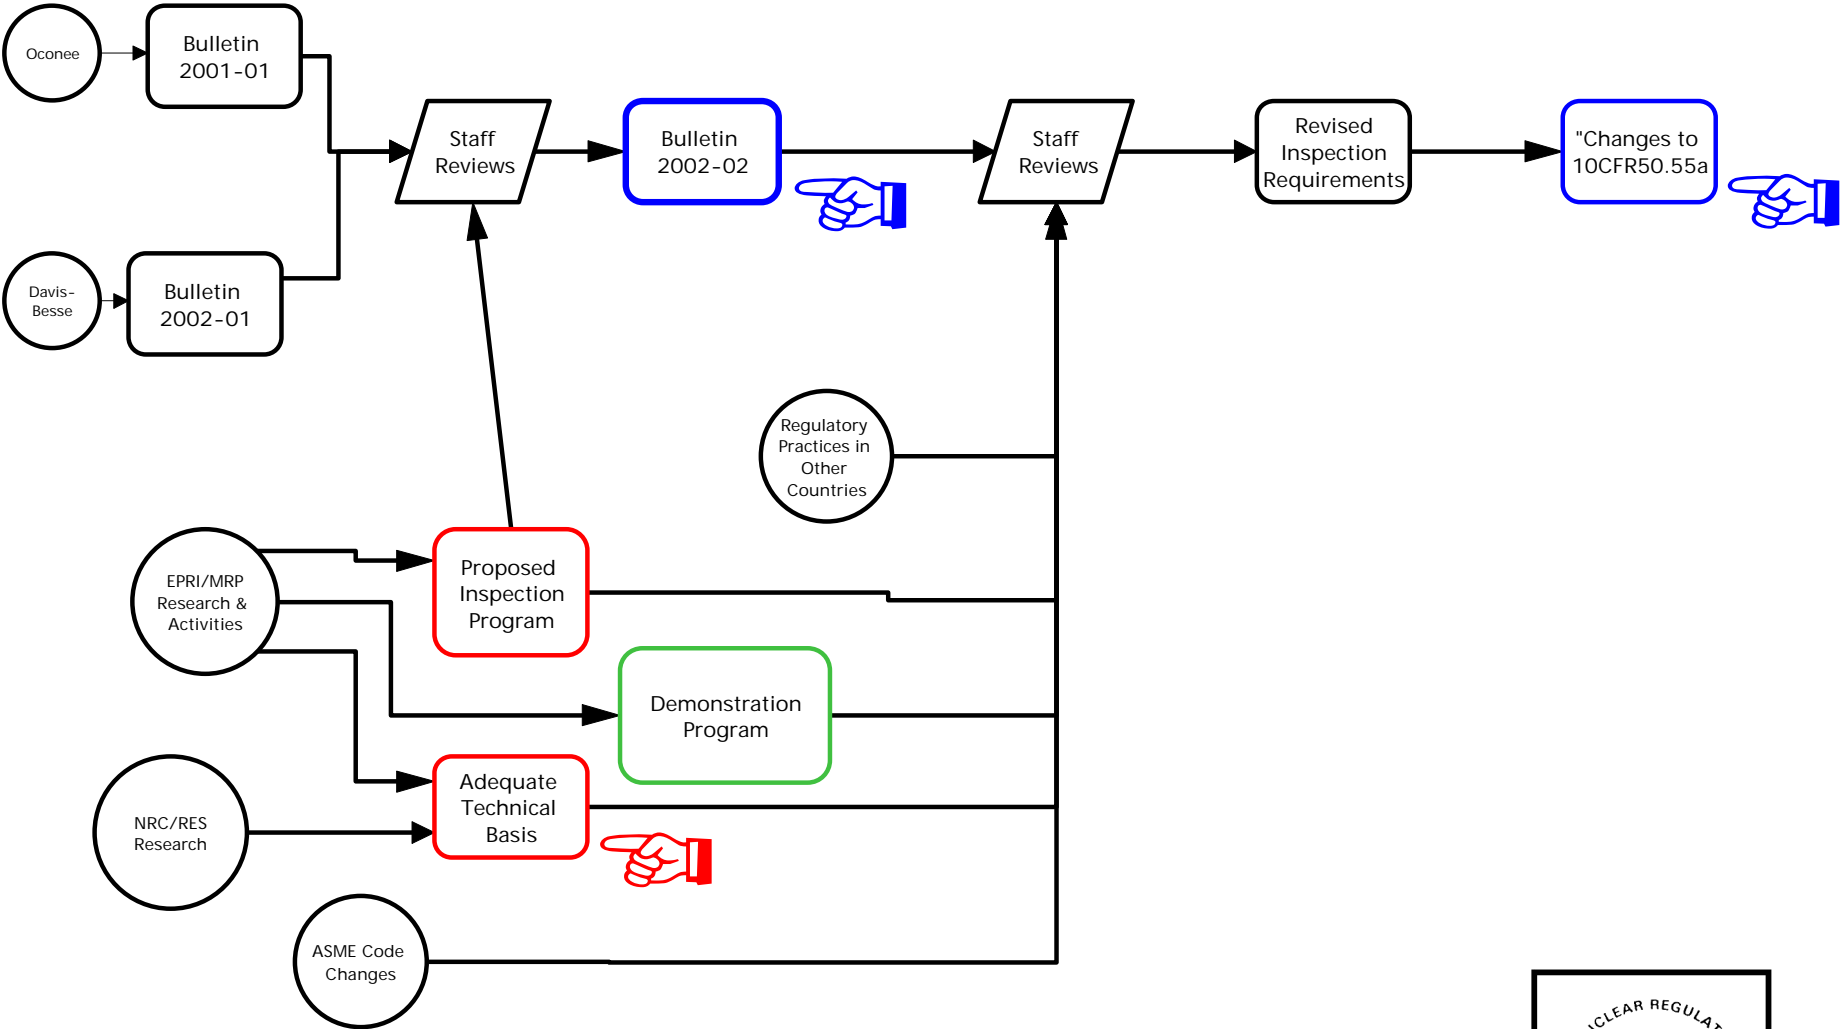 Oconee
Bulletin
2001-01
Staff
Reviews
Bulletin
2002-02
Staff
Reviews
Revised
Inspection
Requirements
"Changes to
10CFR50.55a
Davis-
Besse
Bulletin
2002-01
Regulatory
Practices in
Other
Countries
EPRI/MRP
Research &
Activities
Proposed
Inspection
Program
Demonstration
Program
NRC/RES
Research
Adequate
Technical
Basis
ASME Code
Changes